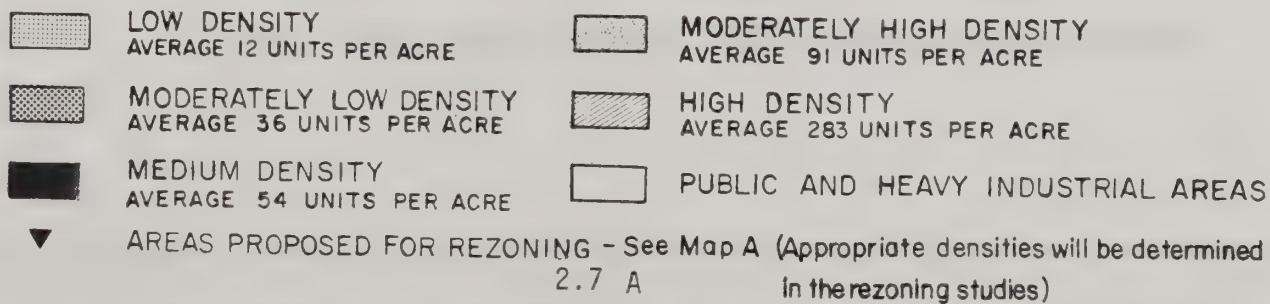 LOW DENSITY
AVERAGE 12 UNITS PER ACRE
MODERATELY LOW DENSITY
AVERAGE 36 UNITS PER ACRE
MEDIUM DENSITY
AVERAGE 54 UNITS PER ACRE
MODERATELY HIGH DENSITY
AVERAGE 91 UNITS PER ACRE
HIGH DENSITY
AVERAGE 283 UNITS PER ACRE
PUBLIC AND HEAVY INDUSTRIAL AREAS
AREAS PROPOSED FOR REZONING - See Map A (Appropriate densities will be determined
in the rezoning studies)
2.7 A